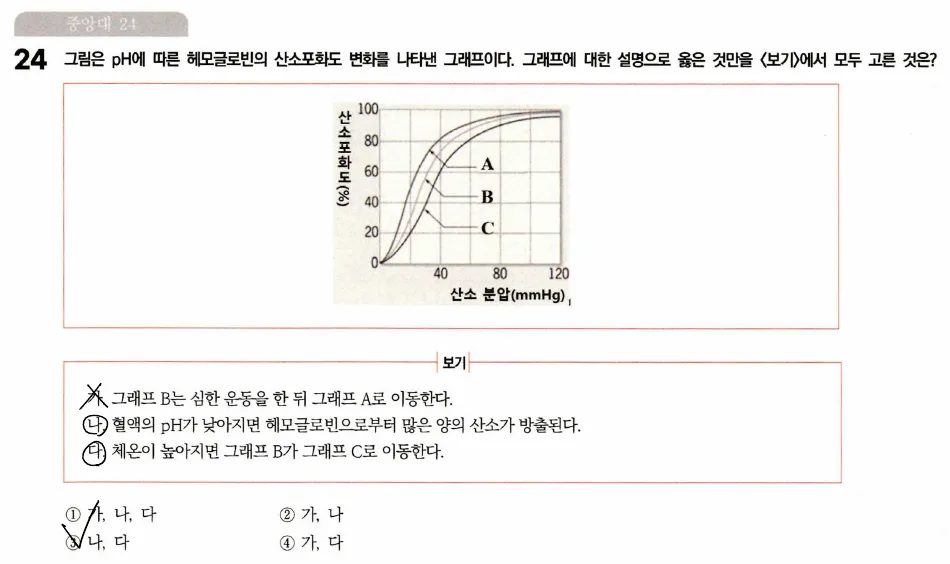 중앙대 24
24 그림은 pH에 따른 헤모글로빈의 산소포화도 변화를 나타낸 그래프이다. 그래프에 대한 설명으로 옳은 것만을 <보기>에서 모두 고른 것은?
산소포화도(%)
100
80
60
40
20
0
A
B
C
40 80 120
산소 분압(mmHg)
보기
가 그래프 B는 심한 운동을 한 뒤 그래프 A로 이동한다.
나 혈액의 pH가 낮아지면 헤모글로빈으로부터 많은 양의 산소가 방출된다.
다 체온이 높아지면 그래프 B가 그래프 C로 이동한다.
① 가, 나, 다 ② 가, 나
③ 나, 다 ④ 가, 다